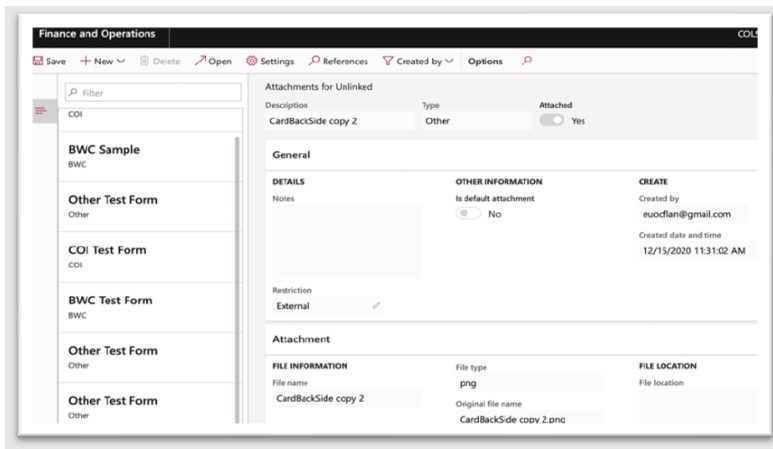 Finance and Operations
COLS
Save New Delete Open Settings References Created by Options
Filter
COI
BWC Sample
BWC
Other Test Form
Other
COI Test Form
COI
BWC Test Form
BWC
Other Test Form
Other
Other Test Form
Other
Attachments for Unlinked
Description Type Attached
CardBackSide copy 2 Other Yes
General
DETAILS OTHER INFORMATION CREATE
Notes Is default attachment Created by
No euocflan@gmail.com
Created date and time
12/15/2020 11:31:02 AM
Restriction
External
Attachment
FILE INFORMATION File type FILE LOCATION
File name png File location
CardBackSide copy 2
Original file name
CardBackSide copy 2.png